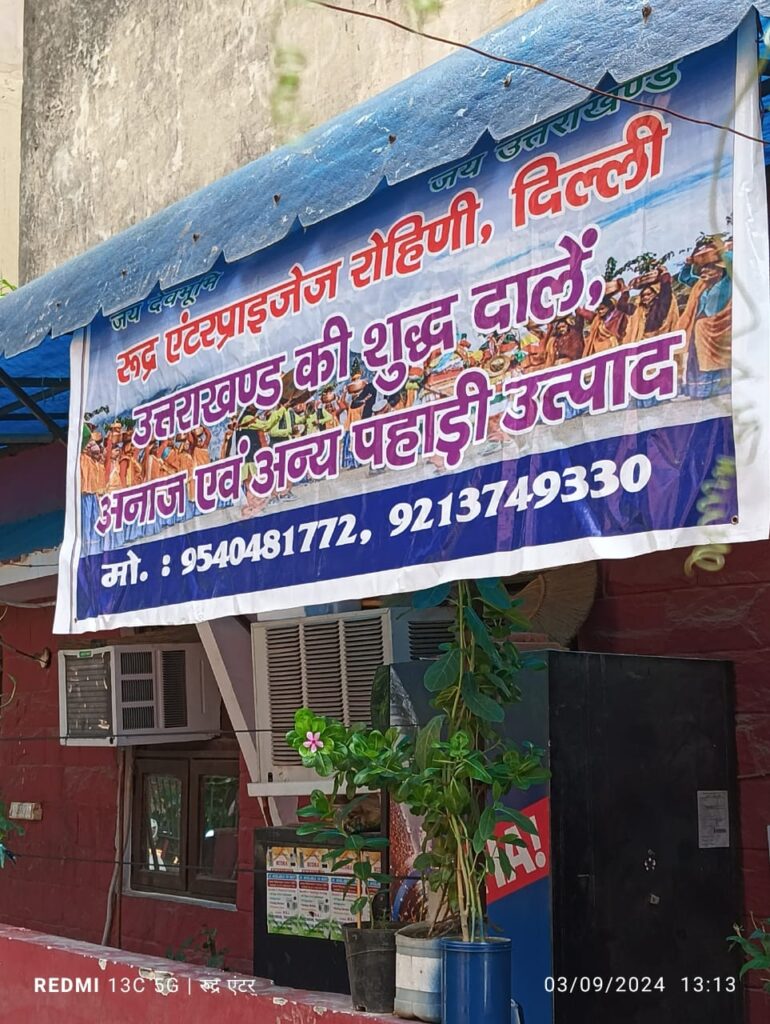 जय उत्तराखण्ड
जय देवभूमि
रूद्र एंटरप्राइजेज रोहिणी, दिल्ली
उत्तराखण्ड की शुद्ध दालें,
अनाज एवं अन्य पहाड़ी उत्पाद
मो. : 9540481772, 9213749330
HA!
REDMI 13C 5G | रूद्र एंटर
03/09/2024 13:13